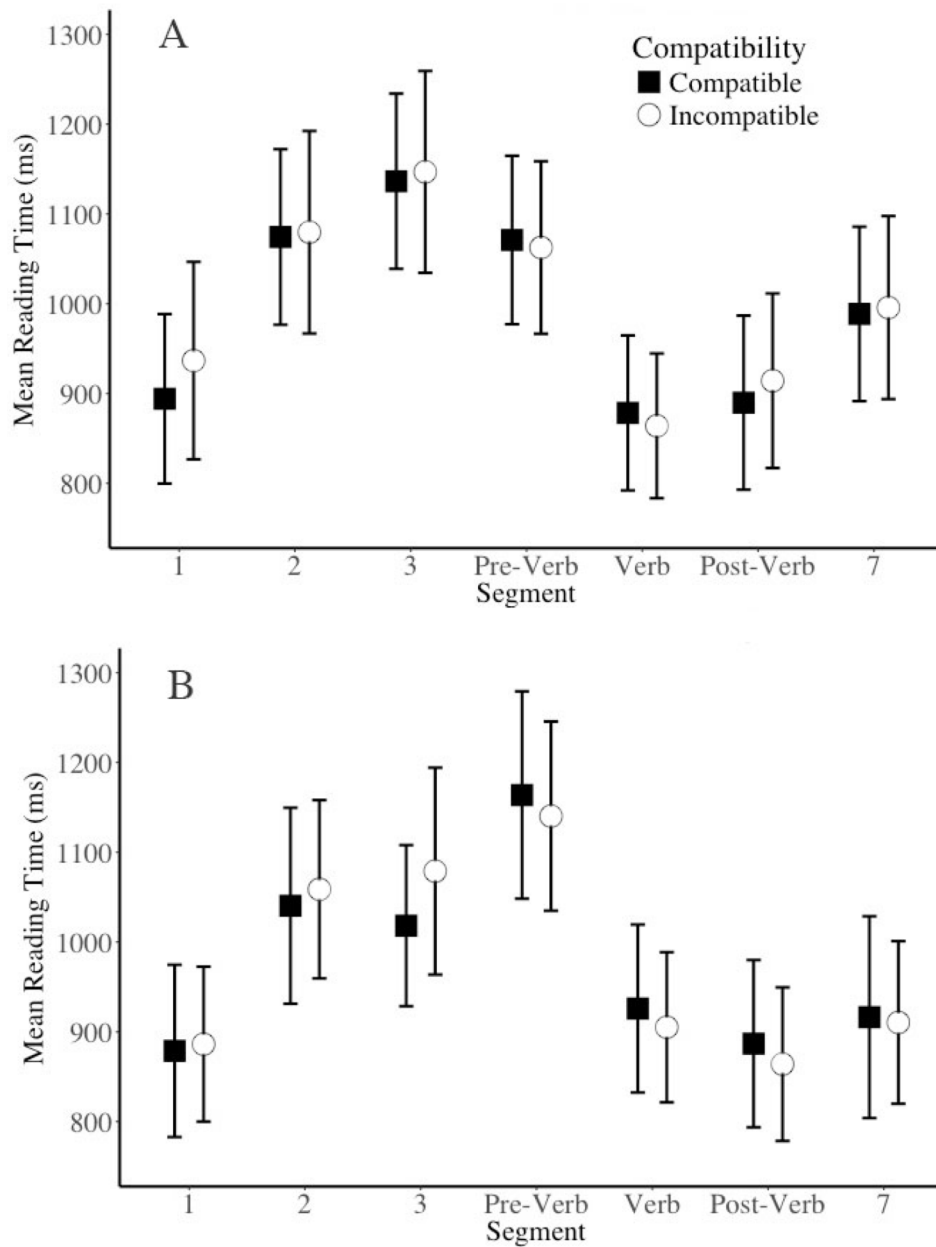 A
Compatibility
Compatible
Incompatible
Mean Reading Time (ms)
1300
1200
1100
1000
900
800
1 2 3 Pre-Verb Verb Post-Verb 7
Segment
B
Mean Reading Time (ms)
1300
1200
1100
1000
900
800
1 2 3 Pre-Verb Verb Post-Verb 7
Segment